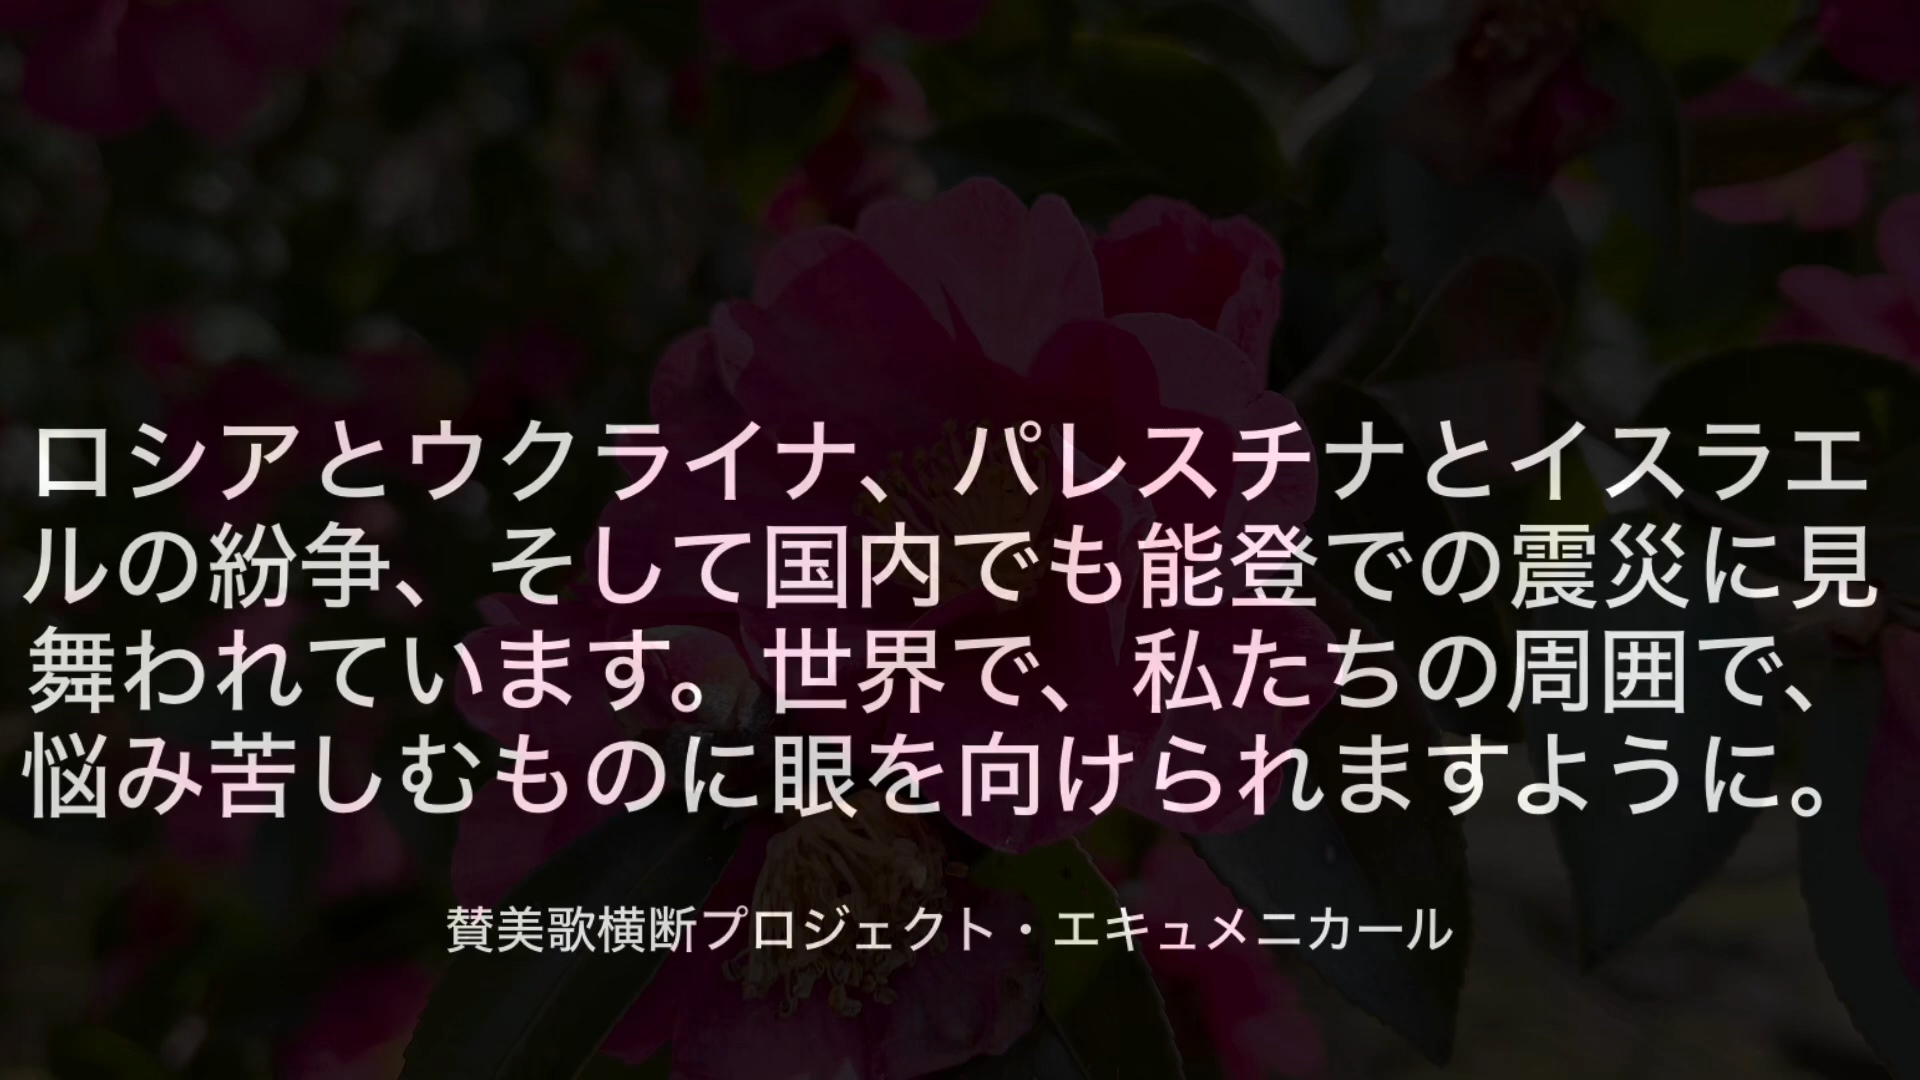 ロシアとウクライナ、パレスチナとイスラエ
ルの紛争、そして国内でも能登での震災に見
舞われています。世界で、私たちの周囲で、
悩み苦しむものに眼を向けられますように。
賛美歌横断プロジェクト・エキュメニカール